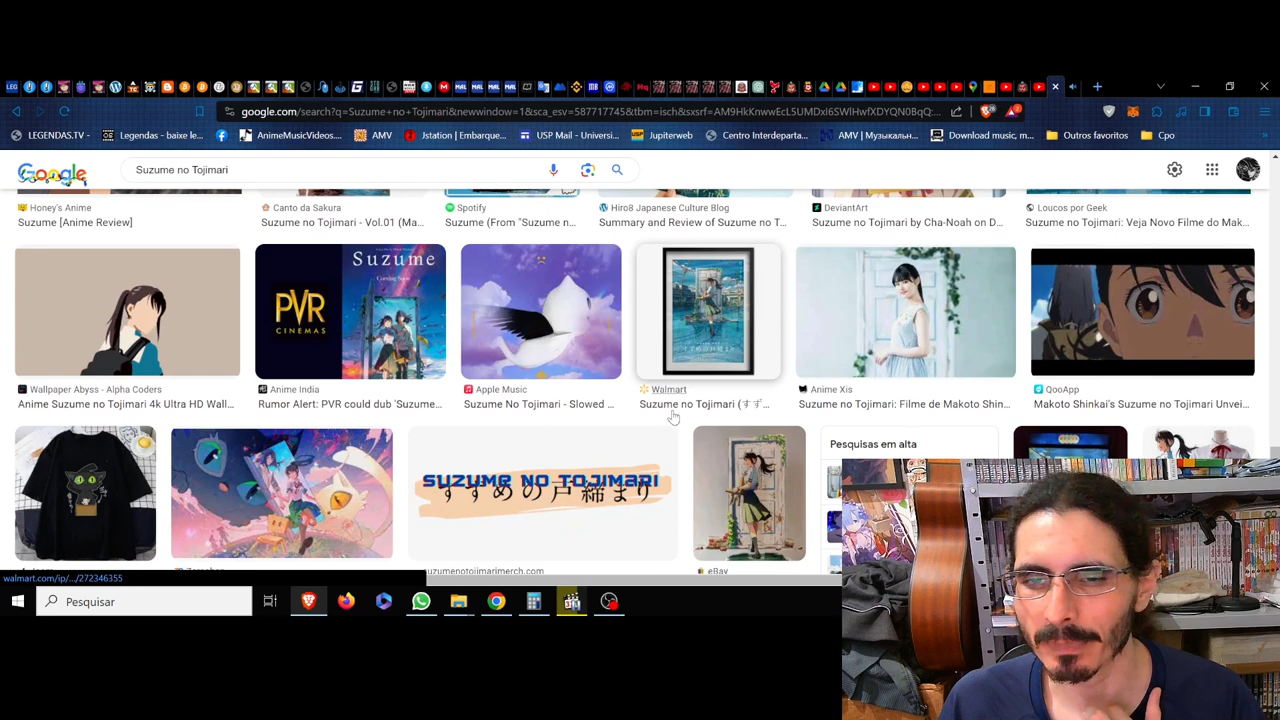 google.com/search?q=Suzume+no+Tojimari&newwindow=1&sca_esv=587717745&tbm=isch&sxsrf=AM9HkKnwwEcL5UMDxI6SWlHwfXDYQN0BqQ:
LEGENDAS.TV -
Legendas - baixe le...
AnimeMusicVideos....
AMV
Jstation | Embarque...
USP Mail - Universi...
Jupiterweb
Centro Interdeparta...
AMV | Музыкальн...
Download music, m...
Outros favoritos
Cpo
Google
Suzume no Tojimari
Honey's Anime
Canto da Sakura
Spotify
Hiro8 Japanese Culture Blog
DeviantArt
Loucos por Geek
Suzume [Anime Review]
Suzume no Tojimari - Vol.01 (Ma...
Suzume (From "Suzume n...
Summary and Review of Suzume no T...
Suzume no Tojimari by Cha-Noah on D...
Suzume no Tojimari: Veja Novo Filme do Mak...
Suzume
Coming Soon
PVR
CINEMAS
Wallpaper Abyss - Alpha Coders
Anime India
Apple Music
Walmart
Anime Xis
QooApp
Anime Suzume no Tojimari 4k Ultra HD Wall...
Rumor Alert: PVR could dub 'Suzume...
Suzume No Tojimari - Slowed ...
Suzume no Tojimari (すず...
Suzume no Tojimari: Filme de Makoto Shin...
Makoto Shinkai's Suzume no Tojimari Unvei...
Pesquisas em alta
SUZUME NO TOJIMARI
すずめの戸締まり
suzumenotojimarimerch.com
eBay
walmart.com/ip/.../272346355
Pesquisar